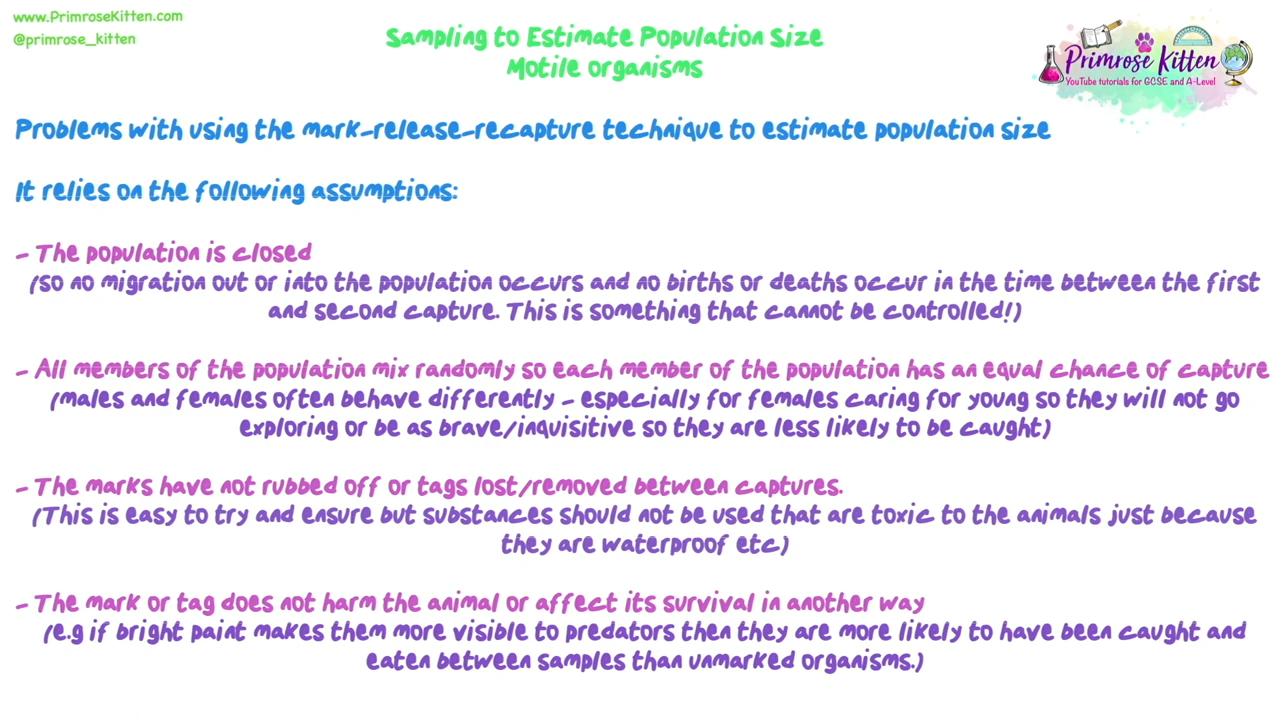 www.PrimroseKitten.com
@primrose_kitten
Sampling to Estimate Population Size
Motile organisms
Primrose Kitten
YouTube tutorials for GCSE and A-Level
Problems with using the mark-release-recapture technique to estimate population size
It relies on the following assumptions:
- The population is closed
(so no migration out or into the population occurs and no births or deaths occur in the time between the first
and second capture. This is something that cannot be controlled!)
- All members of the population mix randomly so each member of the population has an equal chance of capture
(males and females often behave differently - especially for females caring for young so they will not go
exploring or be as brave/inquisitive so they are less likely to be caught)
- The marks have not rubbed off or tags lost/removed between captures.
(This is easy to try and ensure but substances should not be used that are toxic to the animals just because
they are waterproof etc)
- The mark or tag does not harm the animal or affect its survival in another way
(e.g if bright paint makes them more visible to predators then they are more likely to have been caught and
eaten between samples than unmarked organisms.)